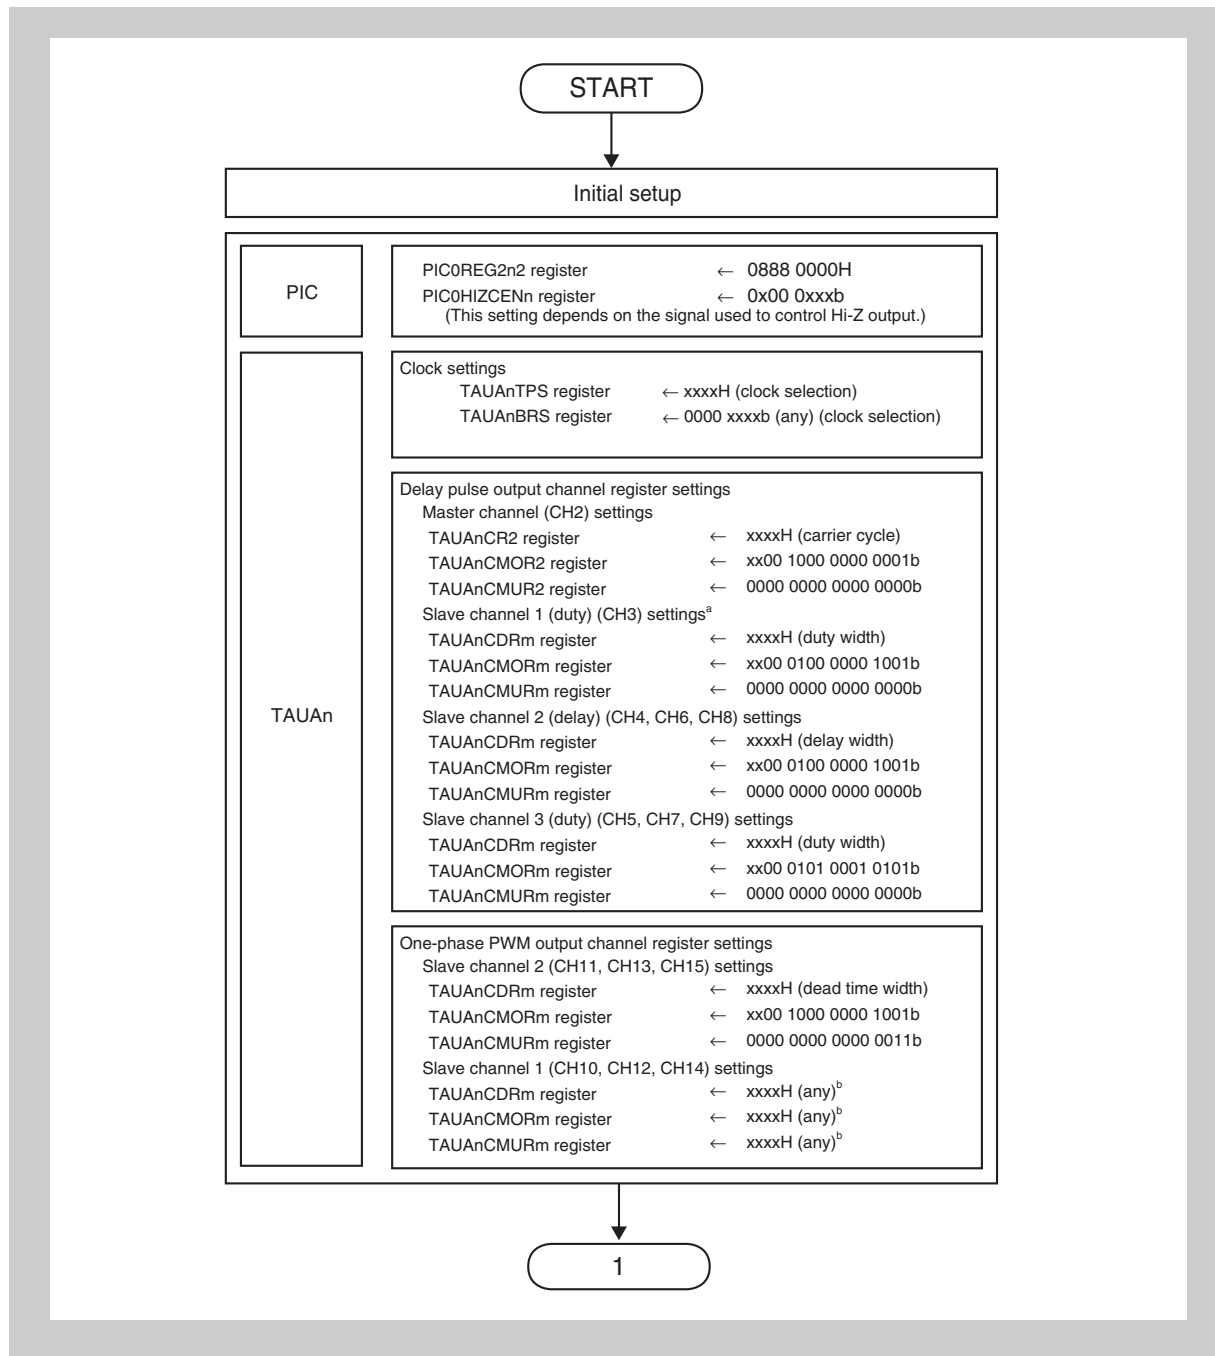 START
Initial setup
PIC
PIC0REG2n2 register ← 0888 0000H
PIC0HIZCENn register ← 0x00 0xxxb
(This setting depends on the signal used to control Hi-Z output.)
TAUAn
Clock settings
TAUAnTPS register ← xxxxH (clock selection)
TAUAnBRS register ← 0000 xxxxb (any) (clock selection)
Delay pulse output channel register settings
Master channel (CH2) settings
TAUAnCR2 register ← xxxxH (carrier cycle)
TAUAnCMOR2 register ← xx00 1000 0000 0001b
TAUAnCMUR2 register ← 0000 0000 0000 0000b
Slave channel 1 (duty) (CH3) settingsᵃ
TAUAnCDRm register ← xxxxH (duty width)
TAUAnCMORm register ← xx00 0100 0000 1001b
TAUAnCMURm register ← 0000 0000 0000 0000b
Slave channel 2 (delay) (CH4, CH6, CH8) settings
TAUAnCDRm register ← xxxxH (delay width)
TAUAnCMORm register ← xx00 0100 0000 1001b
TAUAnCMURm register ← 0000 0000 0000 0000b
Slave channel 3 (duty) (CH5, CH7, CH9) settings
TAUAnCDRm register ← xxxxH (duty width)
TAUAnCMORm register ← xx00 0101 0001 0101b
TAUAnCMURm register ← 0000 0000 0000 0000b
One-phase PWM output channel register settings
Slave channel 2 (CH11, CH13, CH15) settings
TAUAnCDRm register ← xxxxH (dead time width)
TAUAnCMORm register ← xx00 1000 0000 1001b
TAUAnCMURm register ← 0000 0000 0000 0011b
Slave channel 1 (CH10, CH12, CH14) settings
TAUAnCDRm register ← xxxxH (any)ᵇ
TAUAnCMORm register ← xxxxH (any)ᵇ
TAUAnCMURm register ← xxxxH (any)ᵇ
1